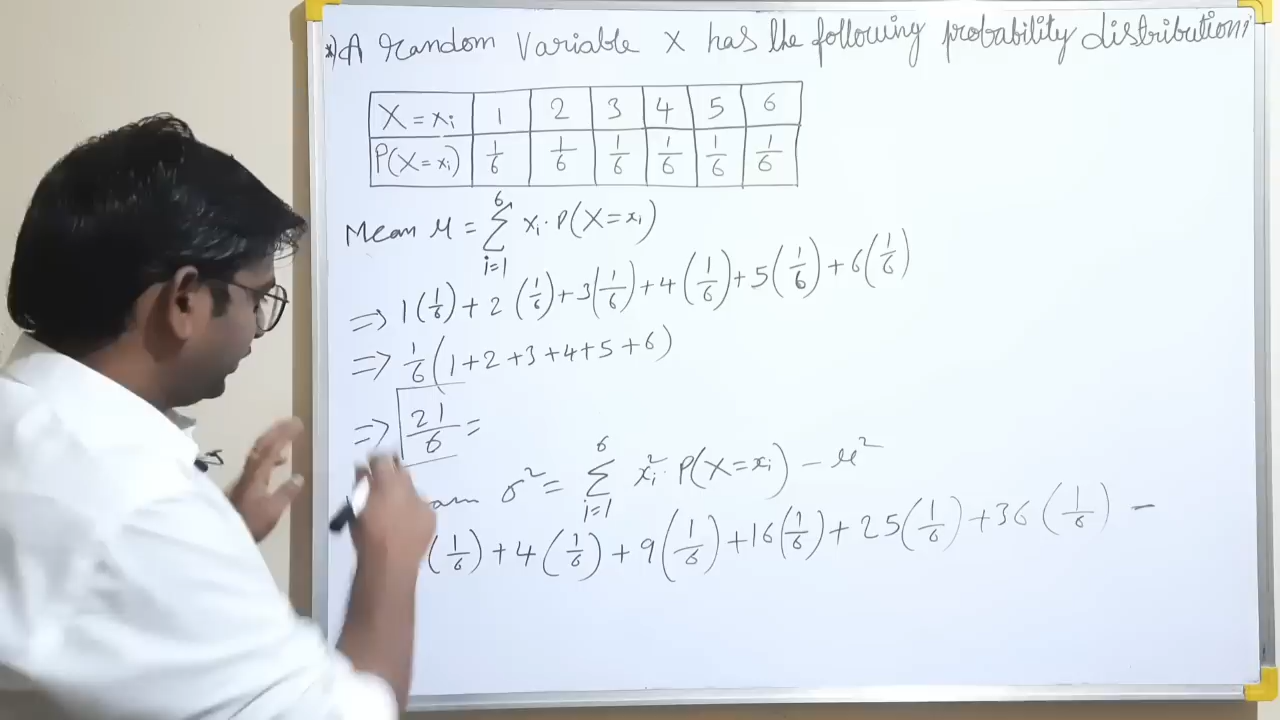 *) A random variable X has the following probability distribution:
X = xᵢ 1 2 3 4 5 6
P(X = xᵢ) 1/6 1/6 1/6 1/6 1/6 1/6
Mean μ = Σ_{i=1}^{6} xᵢ · P(X = xᵢ)
⇒ 1(1/6) + 2(1/6) + 3(1/6) + 4(1/6) + 5(1/6) + 6(1/6)
⇒ 1/6 (1+2+3+4+5+6)
⇒ 21/6 =
σ² = Σ_{i=1}^{6} xᵢ² · P(X = xᵢ) − μ²
(1/6) + 4(1/6) + 9(1/6) + 16(1/6) + 25(1/6) + 36(1/6) −